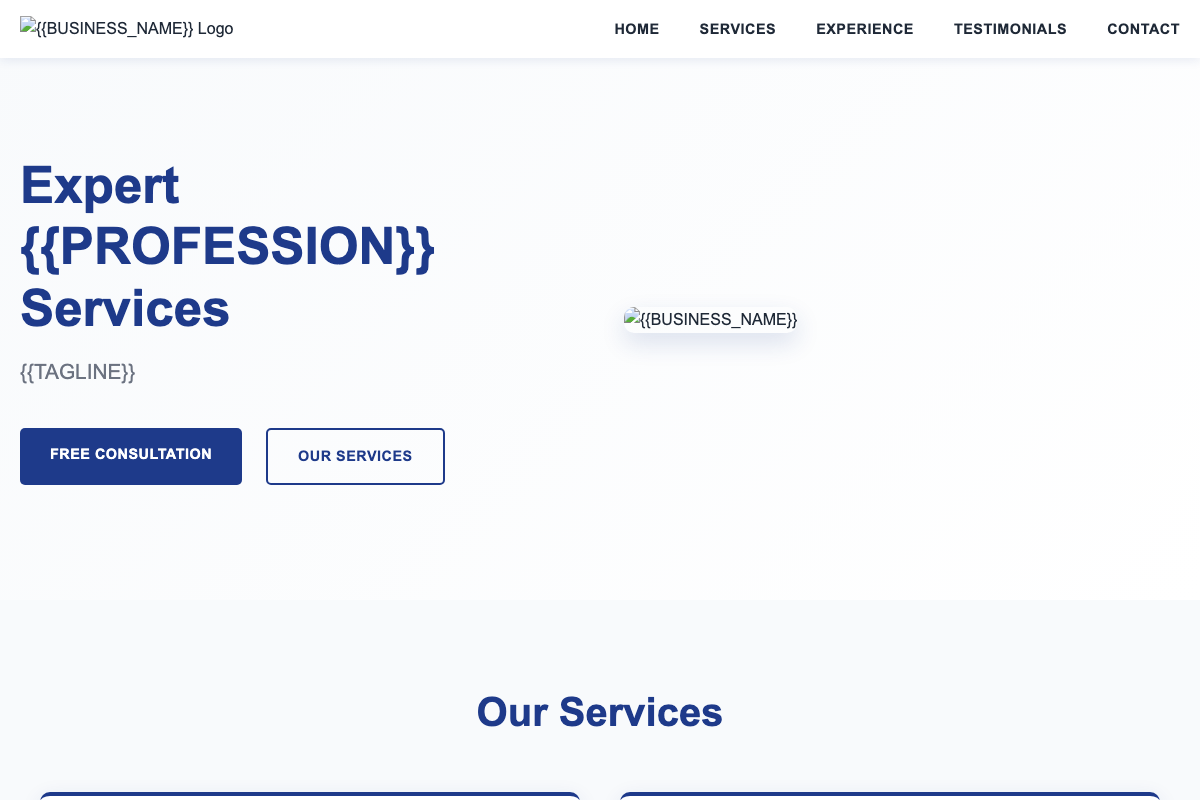 {{BUSINESS_NAME}} Logo
HOME SERVICES EXPERIENCE TESTIMONIALS CONTACT
Expert
{{PROFESSION}}
Services
{{TAGLINE}}
FREE CONSULTATION
OUR SERVICES
{{BUSINESS_NAME}}
Our Services